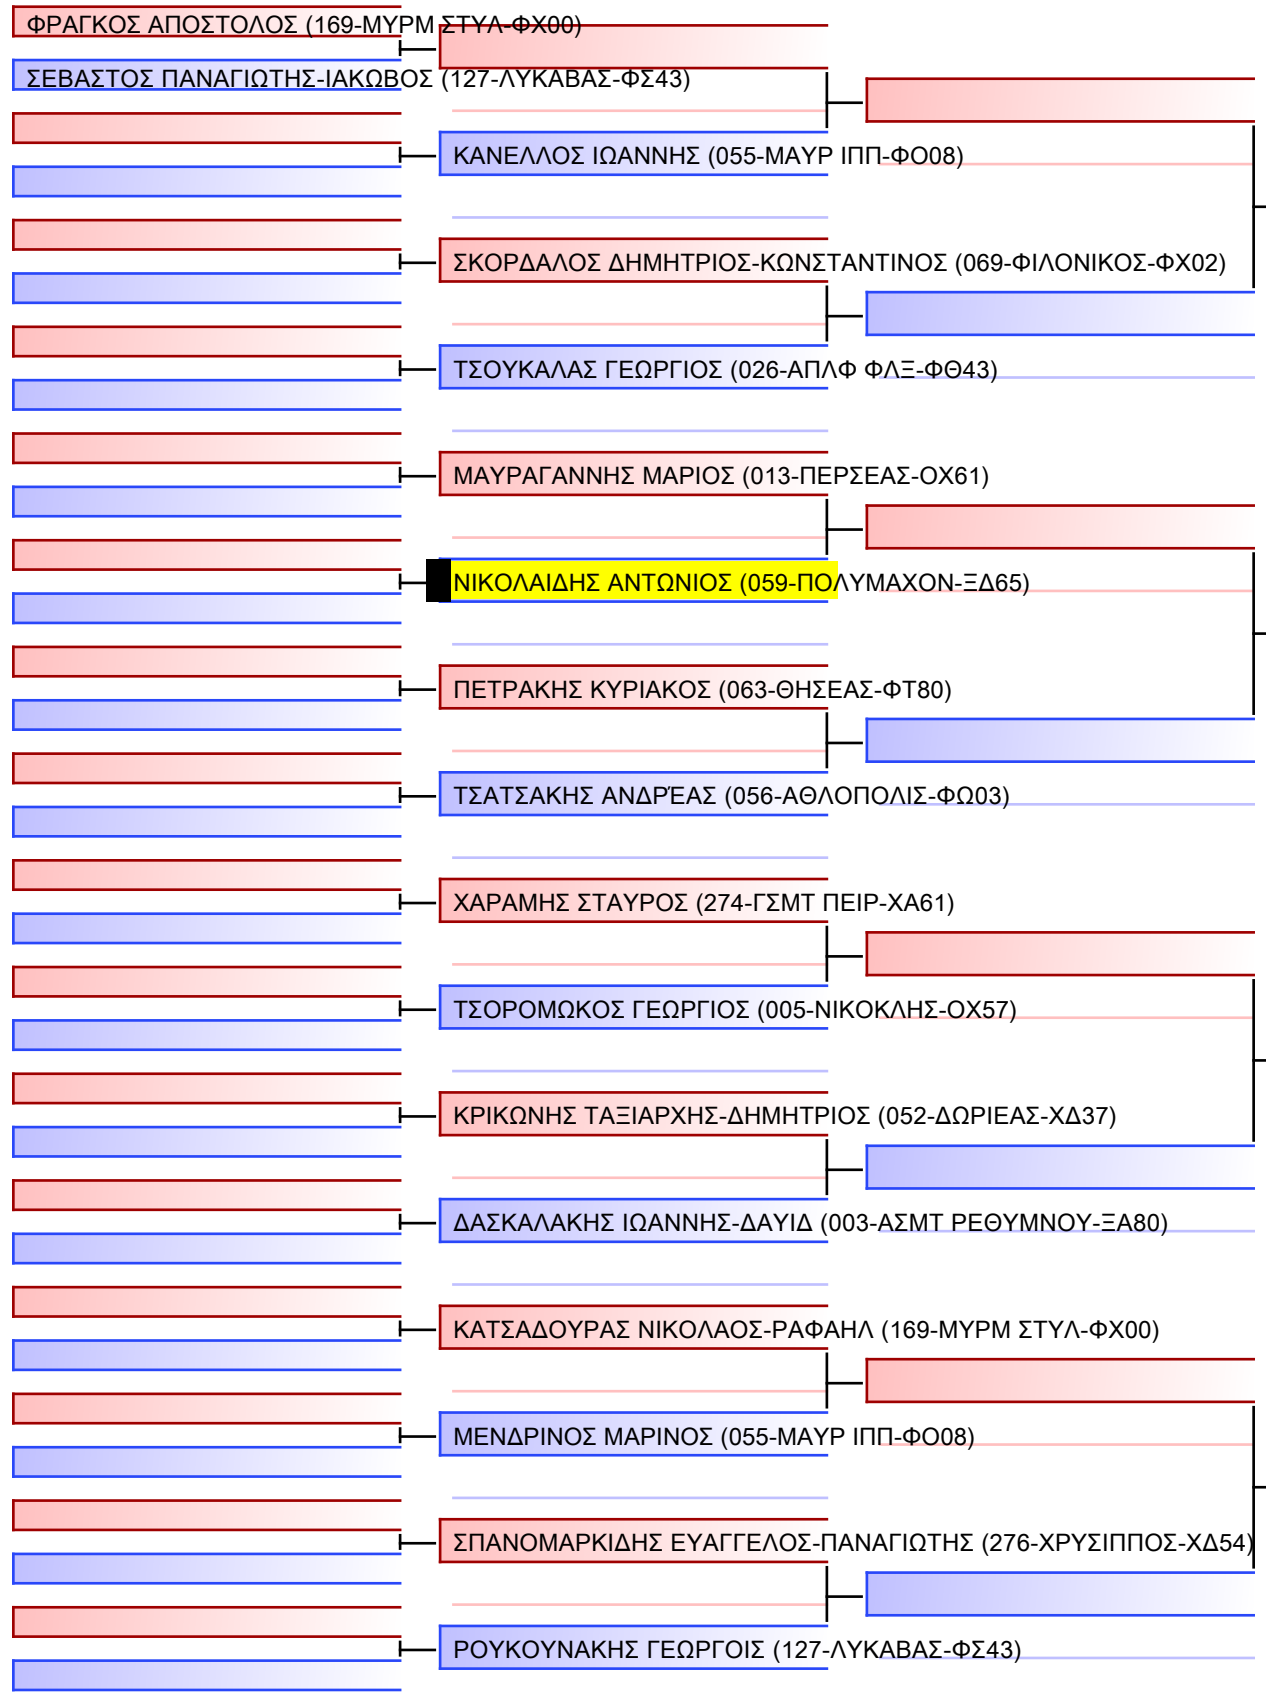 ΦΡΑΓΚΟΣ ΑΠΟΣΤΟΛΟΣ (169-ΜΥΡΜ ΣΤΥΛ-ΦΧ00)
ΣΕΒΑΣΤΟΣ ΠΑΝΑΓΙΩΤΗΣ-ΙΑΚΩΒΟΣ (127-ΛΥΚΑΒΑΣ-ΦΣ43)
ΚΑΝΕΛΛΟΣ ΙΩΑΝΝΗΣ (055-ΜΑΥΡ ΙΠΠ-ΦΟ08)
ΣΚΟΡΔΑΛΟΣ ΔΗΜΗΤΡΙΟΣ-ΚΩΝΣΤΑΝΤΙΝΟΣ (069-ΦΙΛΟΝΙΚΟΣ-ΦΧ02)
ΤΣΟΥΚΑΛΑΣ ΓΕΩΡΓΙΟΣ (026-ΑΠΛΦ ΦΛΞ-ΦΘ43)
ΜΑΥΡΑΓΑΝΝΗΣ ΜΑΡΙΟΣ (013-ΠΕΡΣΕΑΣ-ΟΧ61)
ΝΙΚΟΛΑΙΔΗΣ ΑΝΤΩΝΙΟΣ (059-ΠΟΛΥΜΑΧΟΝ-ΞΔ65)
ΠΕΤΡΑΚΗΣ ΚΥΡΙΑΚΟΣ (063-ΘΗΣΕΑΣ-ΦΤ80)
ΤΣΑΤΣΑΚΗΣ ΑΝΔΡΈΑΣ (056-ΑΘΛΟΠΟΛΙΣ-ΦΩ03)
ΧΑΡΑΜΗΣ ΣΤΑΥΡΟΣ (274-ΓΣΜΤ ΠΕΙΡ-ΧΑ61)
ΤΣΟΡΟΜΩΚΟΣ ΓΕΩΡΓΙΟΣ (005-ΝΙΚΟΚΛΗΣ-ΟΧ57)
ΚΡΙΚΩΝΗΣ ΤΑΞΙΑΡΧΗΣ-ΔΗΜΗΤΡΙΟΣ (052-ΔΩΡΙΕΑΣ-ΧΔ37)
ΔΑΣΚΑΛΑΚΗΣ ΙΩΑΝΝΗΣ-ΔΑΥΙΔ (003-ΑΣΜΤ ΡΕΘΥΜΝΟΥ-ΞΑ80)
ΚΑΤΣΑΔΟΥΡΑΣ ΝΙΚΟΛΑΟΣ-ΡΑΦΑΗΛ (169-ΜΥΡΜ ΣΤΥΛ-ΦΧ00)
ΜΕΝΔΡΙΝΟΣ ΜΑΡΙΝΟΣ (055-ΜΑΥΡ ΙΠΠ-ΦΟ08)
ΣΠΑΝΟΜΑΡΚΙΔΗΣ ΕΥΑΓΓΕΛΟΣ-ΠΑΝΑΓΙΩΤΗΣ (276-ΧΡΥΣΙΠΠΟΣ-ΧΔ54)
ΡΟΥΚΟΥΝΑΚΗΣ ΓΕΩΡΓΟΙΣ (127-ΛΥΚΑΒΑΣ-ΦΣ43)